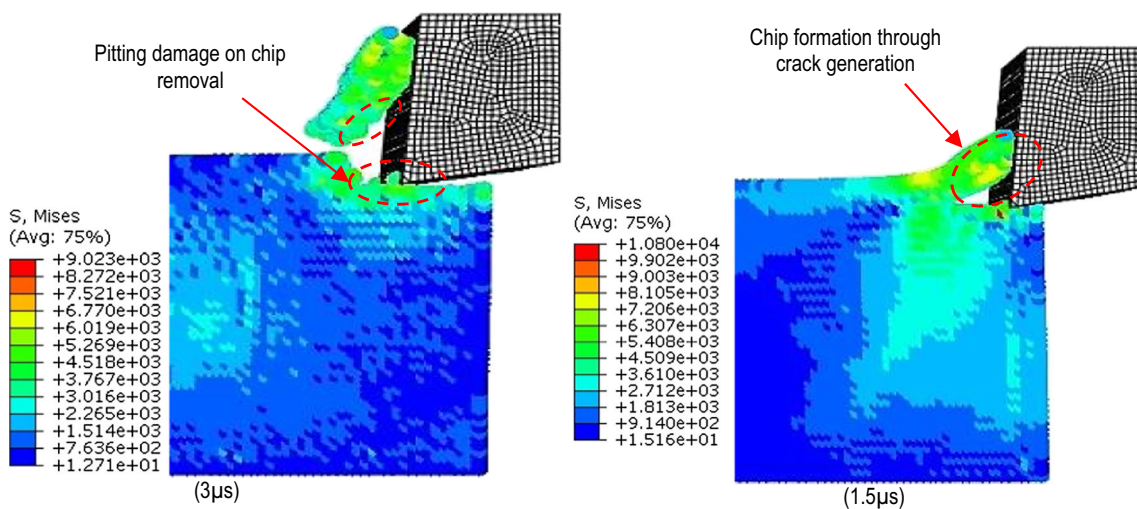 Pitting damage on chip
removal
S, Mises
(Avg: 75%)
+9.023e+03
+8.272e+03
+7.521e+03
+6.770e+03
+6.019e+03
+5.269e+03
+4.518e+03
+3.767e+03
+3.016e+03
+2.265e+03
+1.514e+03
+7.636e+02
+1.271e+01
(3µs)
Chip formation through
crack generation
S, Mises
(Avg: 75%)
+1.080e+04
+9.902e+03
+9.003e+03
+8.105e+03
+7.206e+03
+6.307e+03
+5.408e+03
+4.509e+03
+3.610e+03
+2.712e+03
+1.813e+03
+9.140e+02
+1.516e+01
(1.5µs)